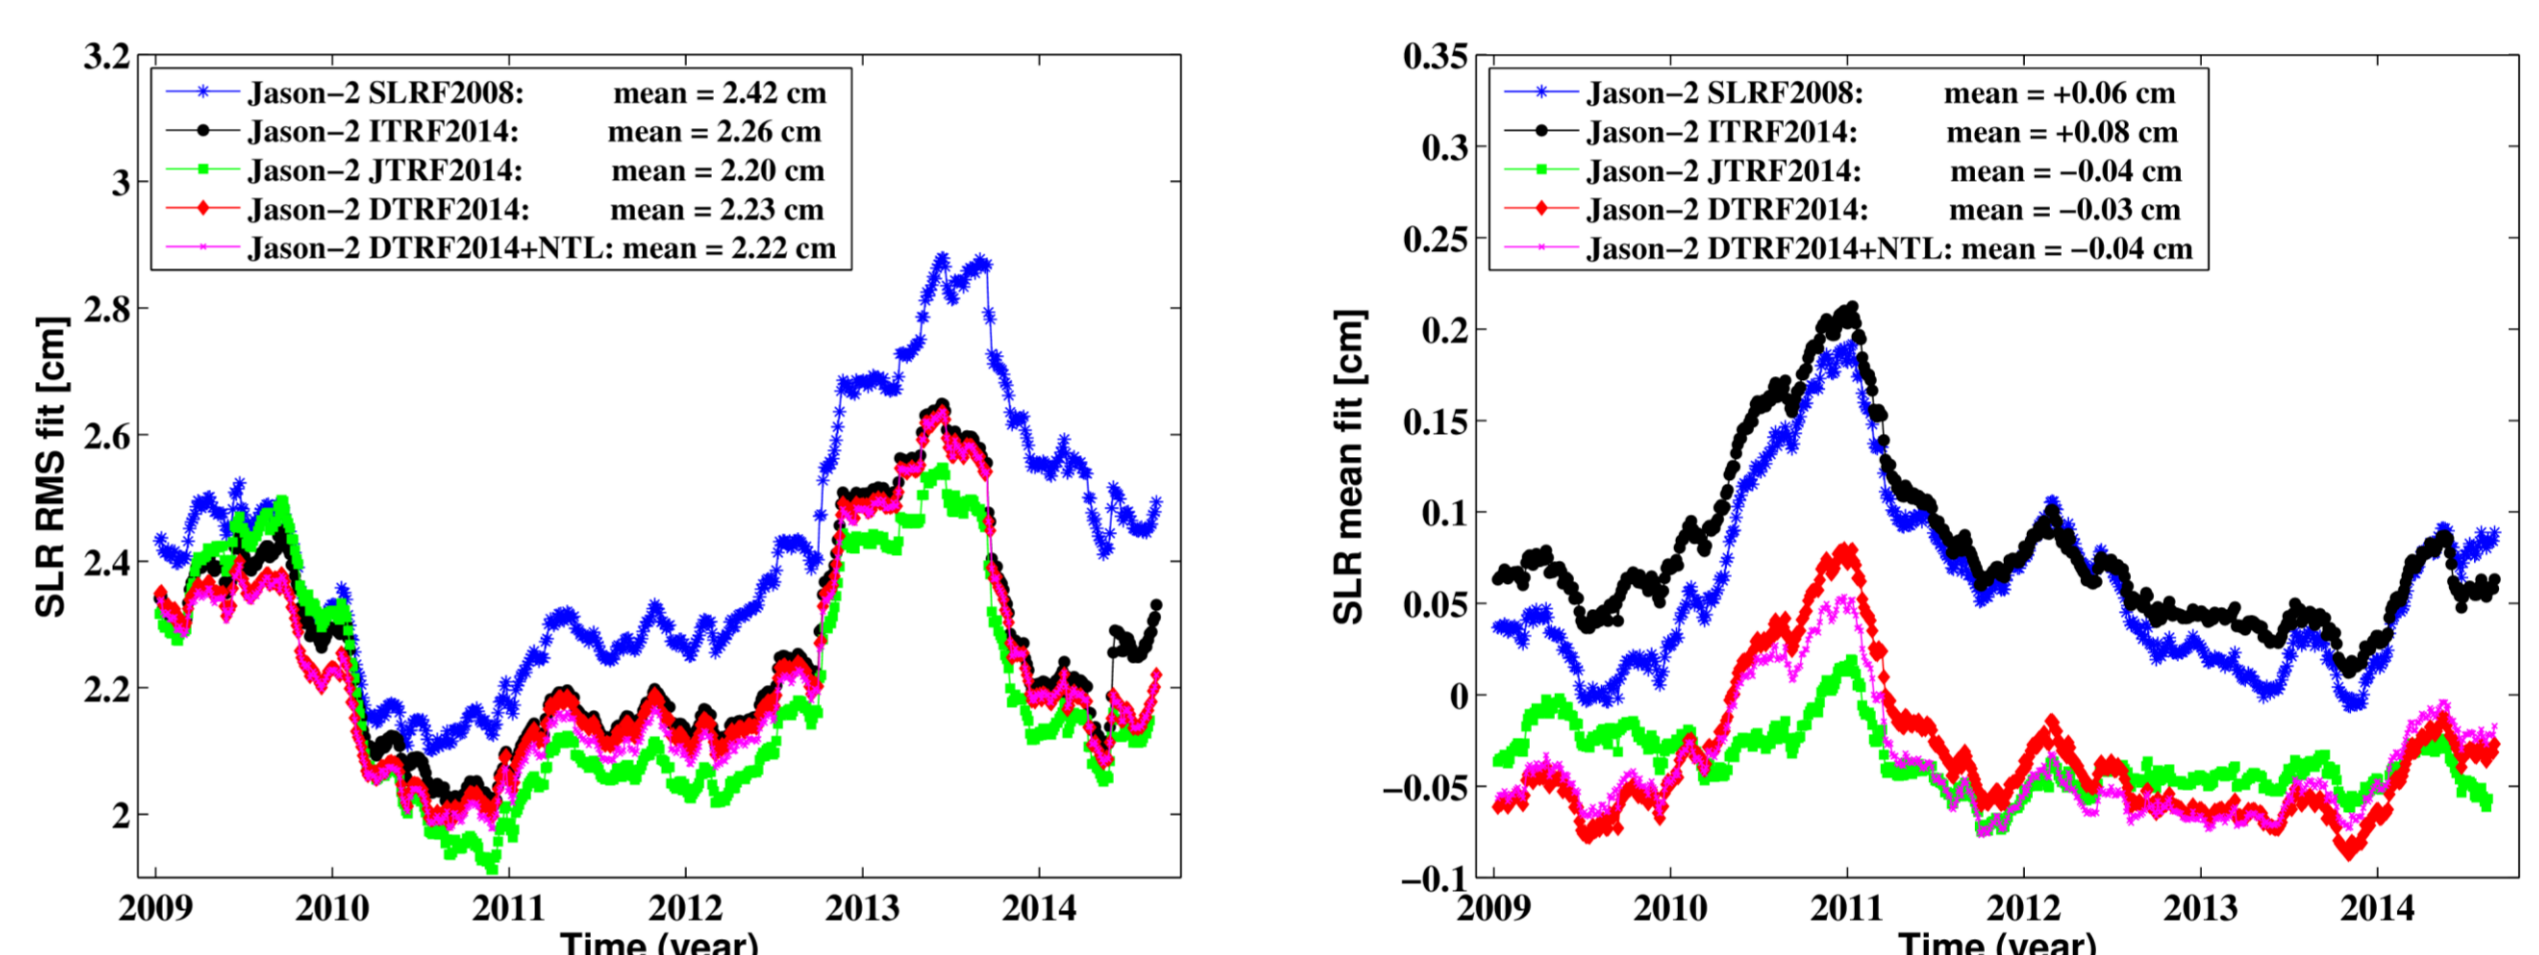 3.2
3
2.8
2.6
2.4
2.2
2
SLR RMS fit [cm]
Jason−2 SLRF2008: mean = 2.42 cm
Jason−2 ITRF2014: mean = 2.26 cm
Jason−2 JTRF2014: mean = 2.20 cm
Jason−2 DTRF2014: mean = 2.23 cm
Jason−2 DTRF2014+NTL: mean = 2.22 cm
2009 2010 2011 2012 2013 2014
Time (year)
0.35
0.3
0.25
0.2
0.15
0.1
0.05
0
−0.05
−0.1
SLR mean fit [cm]
Jason−2 SLRF2008: mean = +0.06 cm
Jason−2 ITRF2014: mean = +0.08 cm
Jason−2 JTRF2014: mean = −0.04 cm
Jason−2 DTRF2014: mean = −0.03 cm
Jason−2 DTRF2014+NTL: mean = −0.04 cm
2009 2010 2011 2012 2013 2014
Time (year)